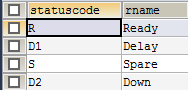 statuscode rname
R Ready
D1 Delay
S Spare
D2 Down